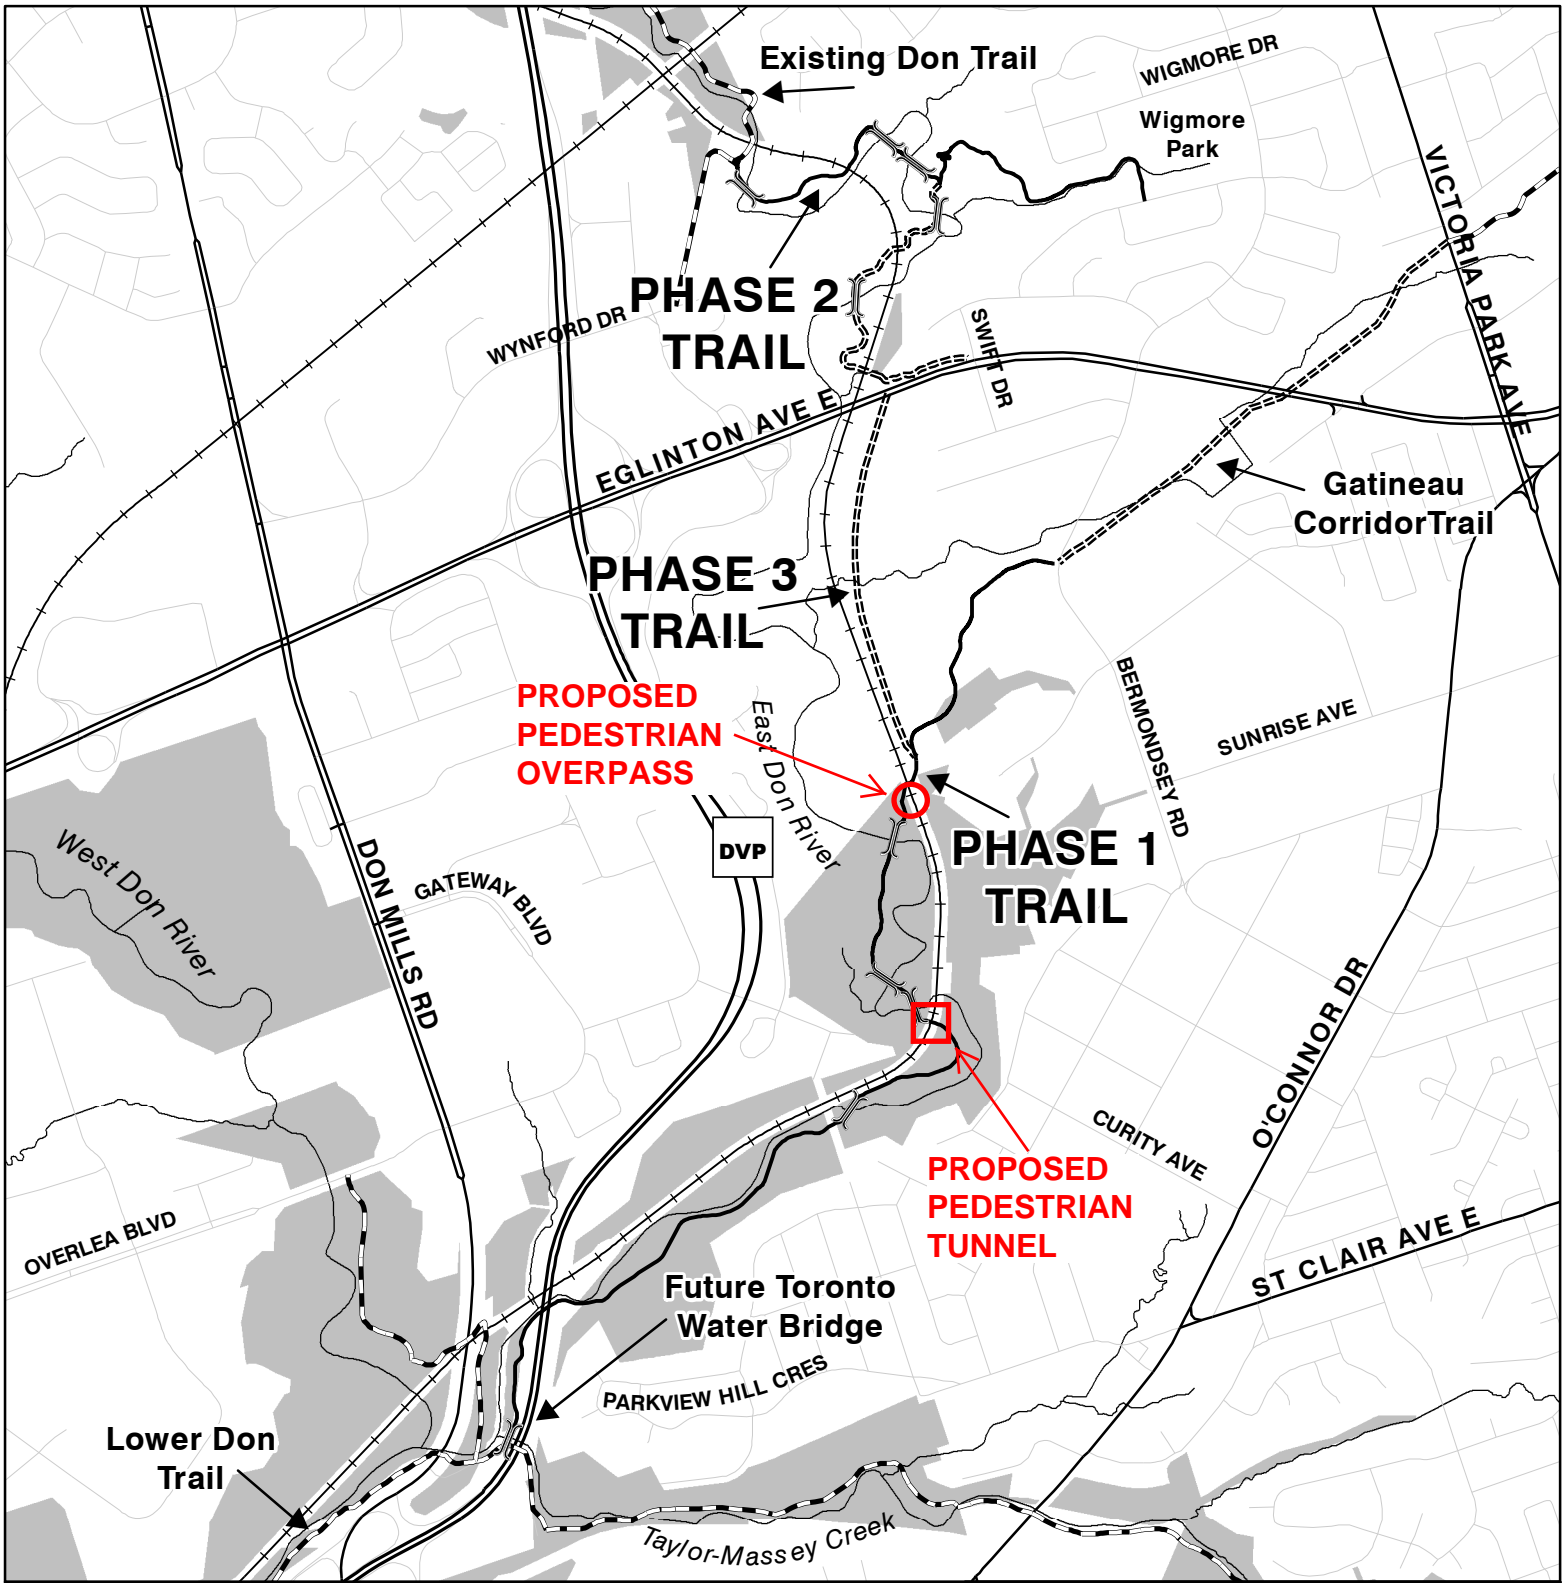 Existing Don Trail
WIGMORE DR
Wigmore
Park
VICTORIA PARK AVE
PHASE 2
TRAIL
WYNFORD DR
SWIFT DR
EGLINTON AVE E
Gatineau
CorridorTrail
PHASE 3
TRAIL
PROPOSED
PEDESTRIAN
OVERPASS
East Don River
BERMONDSEY RD
SUNRISE AVE
DVP
PHASE 1
TRAIL
West Don River
DON MILLS RD
GATEWAY BLVD
O'CONNOR DR
CURITY AVE
PROPOSED
PEDESTRIAN
TUNNEL
OVERLEA BLVD
ST CLAIR AVE E
Future Toronto
Water Bridge
PARKVIEW HILL CRES
Lower Don
Trail
Taylor-Massey Creek